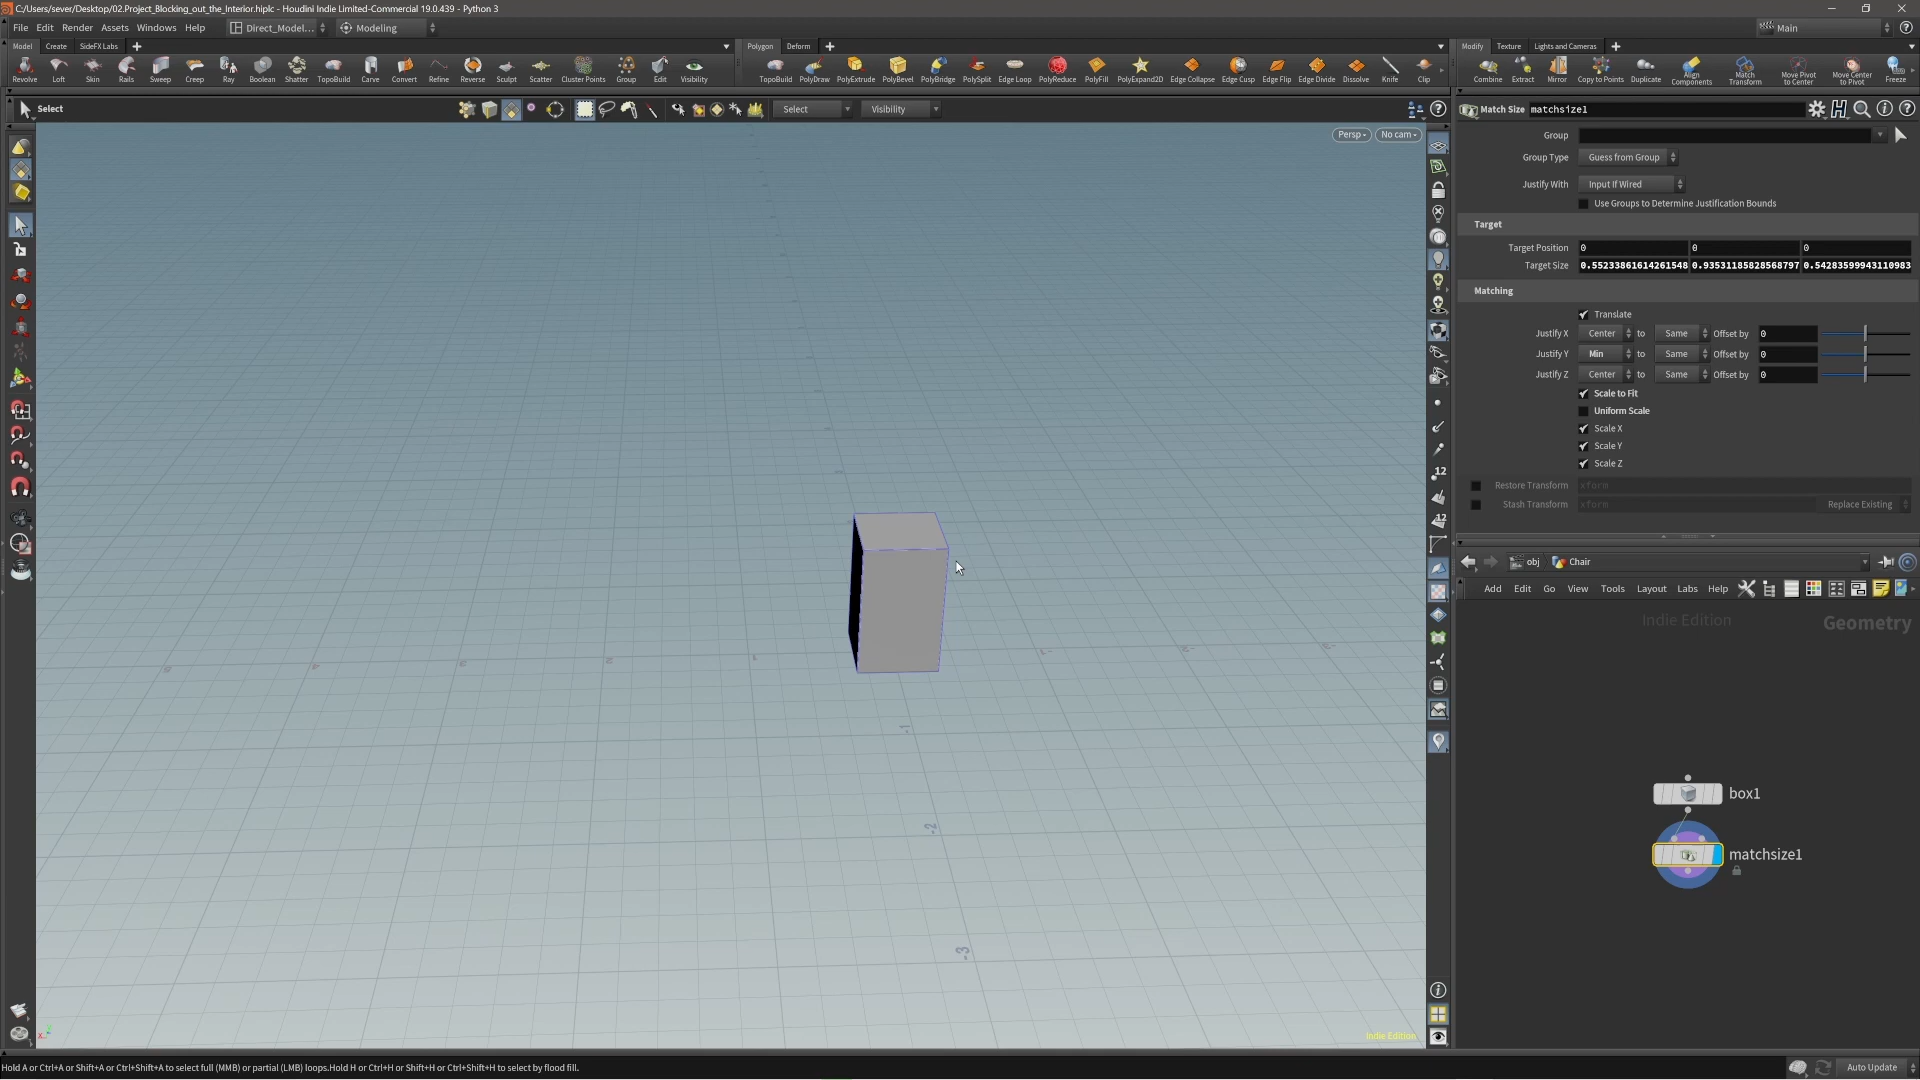 C:/Users/sever/Desktop/02.Project_Blocking_out_the_Interior.hiplc - Houdini Indie Limited-Commercial 19.0.439 - Python 3
File Edit Render Assets Windows Help Direct_Model... Modeling Main
Model Create SideFX Labs Polygon Deform Modify Texture Lights and Cameras
Revolve Loft Skin Rails Sweep Creep Ray Boolean Shatter TopoBuild Carve Convert Refine Reverse Sculpt Scatter Cluster Points Group Edit Visibility TopoBuild PolyDraw PolyExtrude PolyBevel PolyBridge PolySplit Edge Loop PolyReduce PolyFill PolyExpand2D Edge Collapse Edge Cusp Edge Flip Edge Divide Dissolve Knife Clip Combine Extract Mirror Copy to Points Duplicate Align Components Match Transform Move Pivot to Center Move Center to Pivot Freeze
Select Select Visibility
Persp No cam
Match Size matchsize1
Group
Group Type Guess from Group
Justify With Input If Wired
Use Groups to Determine Justification Bounds
Target
Target Position 0 0 0
Target Size 0.55233861614261548 0.93531185828568797 0.54283599943110983
Matching
Translate
Justify X Center to Same Offset by 0
Justify Y Min to Same Offset by 0
Justify Z Center to Same Offset by 0
Scale to Fit
Uniform Scale
Scale X
Scale Y
Scale Z
Restore Transform xform
Stash Transform xform Replace Existing
obj Chair
Add Edit Go View Tools Layout Labs Help
Indie Edition Geometry
box1
matchsize1
12
12
-1
-2
-3
Indie Edition
Hold A or Ctrl+A or Shift+A or Ctrl+Shift+A to select full (MMB) or partial (LMB) loops.Hold H or Ctrl+H or Shift+H or Ctrl+Shift+H to select by flood fill.
Auto Update